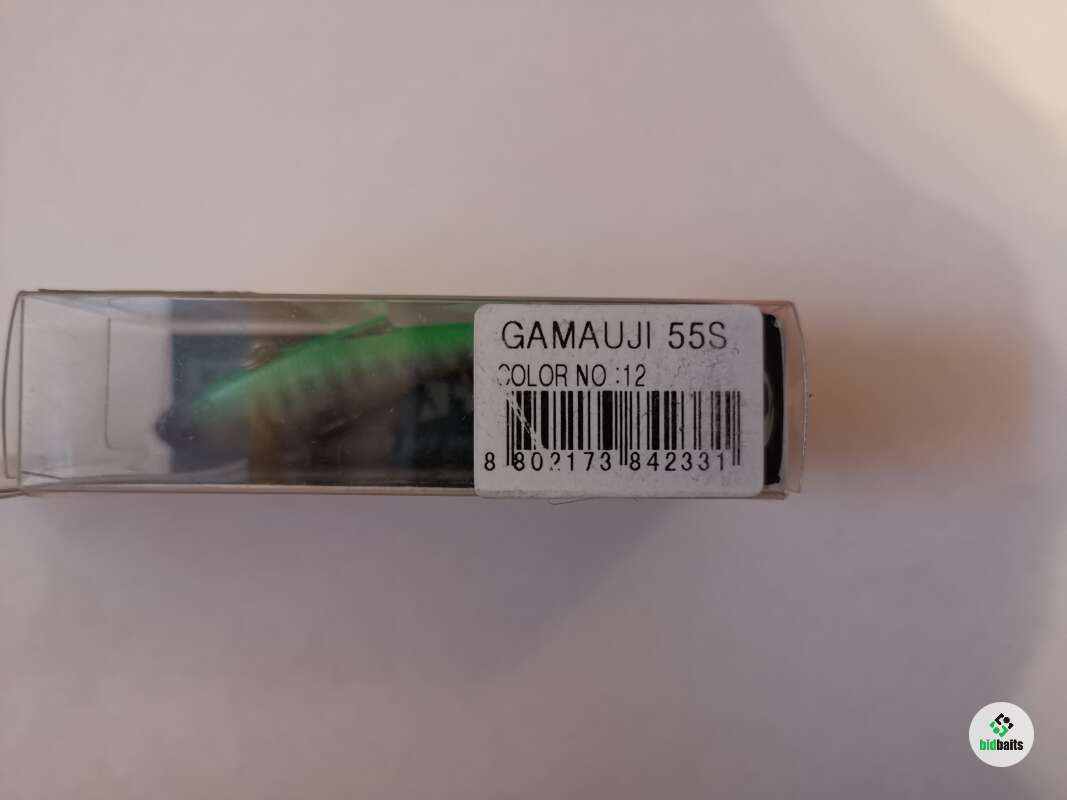 GAMAUJI 55S
COLOR NO :12
8 802173 842331
bidbaits